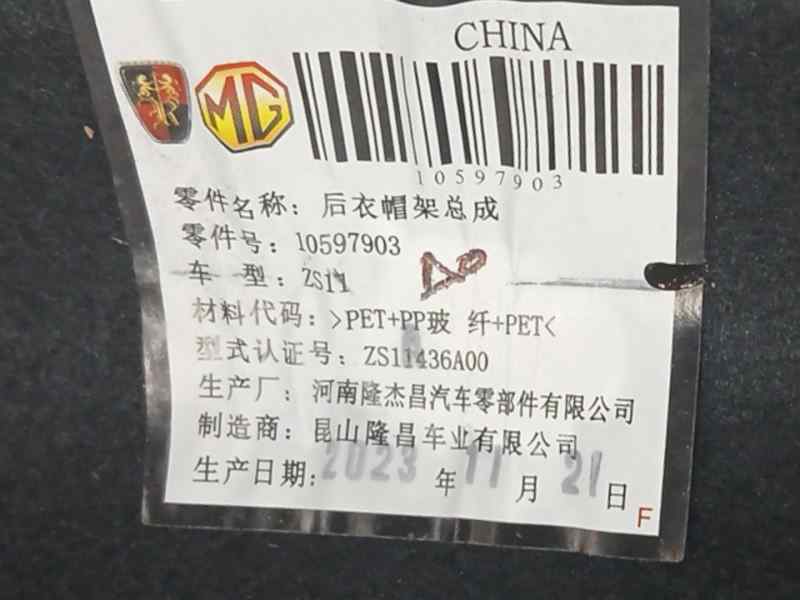 CHINA
MG
10597903
零件名称：后衣帽架总成
零件号：10597903
车 型：ZS11
材料代码：>PET+PP玻 纤+PET<
型式认证号：ZS11436A00
生产厂：河南隆杰昌汽车零部件有限公司
制造商：昆山隆昌车业有限公司
生产日期：2023 年 11 月 21 日
F